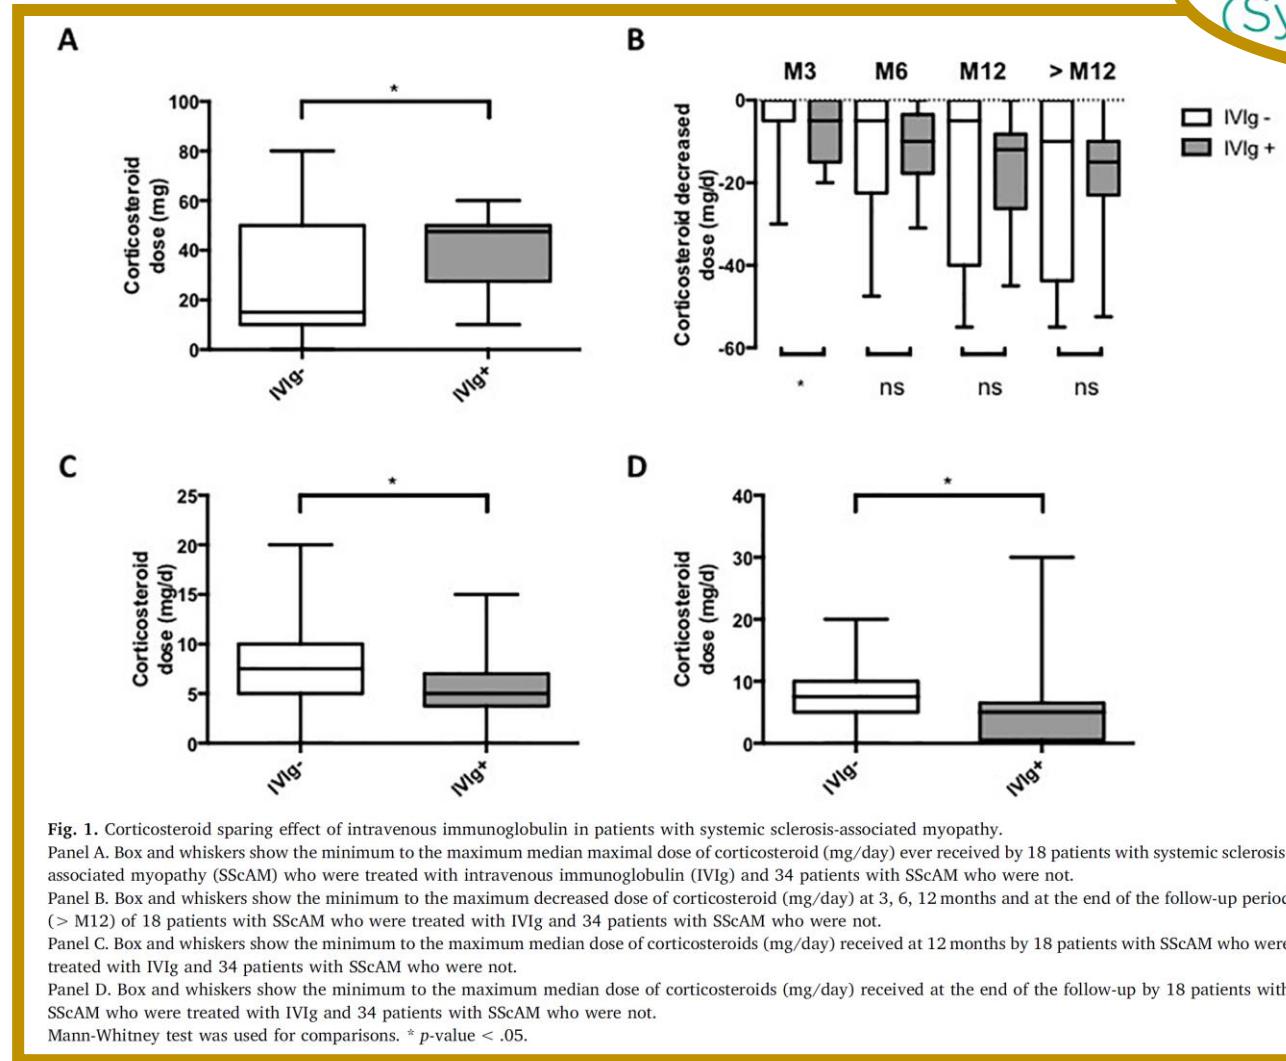 (Sy
A
*
100
80
60
40
20
0
Corticosteroid
dose (mg)
IVIg-
IVIg+
B
M3 M6 M12 > M12
0
-20
-40
-60
Corticosteroid decreased
dose (mg/d)
* ns ns ns
IVIg -
IVIg +
C
*
25
20
15
10
5
0
Corticosteroid
dose (mg/d)
IVIg-
IVIg+
D
*
40
30
20
10
0
Corticosteroid
dose (mg/d)
IVIg-
IVIg+
Fig. 1. Corticosteroid sparing effect of intravenous immunoglobulin in patients with systemic sclerosis-associated myopathy.
Panel A. Box and whiskers show the minimum to the maximum median maximal dose of corticosteroid (mg/day) ever received by 18 patients with systemic sclerosis
associated myopathy (SScAM) who were treated with intravenous immunoglobulin (IVIg) and 34 patients with SScAM who were not.
Panel B. Box and whiskers show the minimum to the maximum decreased dose of corticosteroid (mg/day) at 3, 6, 12 months and at the end of the follow-up period
(> M12) of 18 patients with SScAM who were treated with IVIg and 34 patients with SScAM who were not.
Panel C. Box and whiskers show the minimum to the maximum median dose of corticosteroids (mg/day) received at 12 months by 18 patients with SScAM who were
treated with IVIg and 34 patients with SScAM who were not.
Panel D. Box and whiskers show the minimum to the maximum median dose of corticosteroids (mg/day) received at the end of the follow-up by 18 patients with
SScAM who were treated with IVIg and 34 patients with SScAM who were not.
Mann-Whitney test was used for comparisons. * p-value < .05.